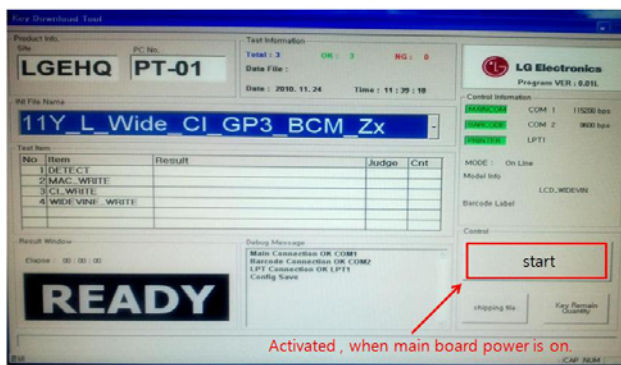 Key Download Tool
Product Info.
Site
PC No.
LGEHQ
PT-01
Test Information
Total : 3 OK : 3 NG : 0
Data File :
Date : 2010. 11. 24 Time : 11 : 39 : 18
LG Electronics
Program VER : 0.01L
INI File Name
11Y_L_Wide_CI_GP3_BCM_Zx
Control Information
MAINCOM COM 1 115200 bps
BARCODE COM 2 9600 bps
PRINTER LPT1
Test Item
No Item Result Judge Cnt
1 DETECT
2 MAC_WRITE
3 CI_WRITE
4 WIDEVINE_WRITE
MODE : On Line
Model Info
LCD_WIDEVIN
Barcode Label
Result Window
Elapse : 00 : 00 : 00
READY
Debug Message
Main Connection OK COM1
Barcode Connection OK COM2
LPT Connection OK LPT1
Config Save
Control
start
shipping file
Key Remain Quantity
Activated , when main board power is on.
CAP NUM